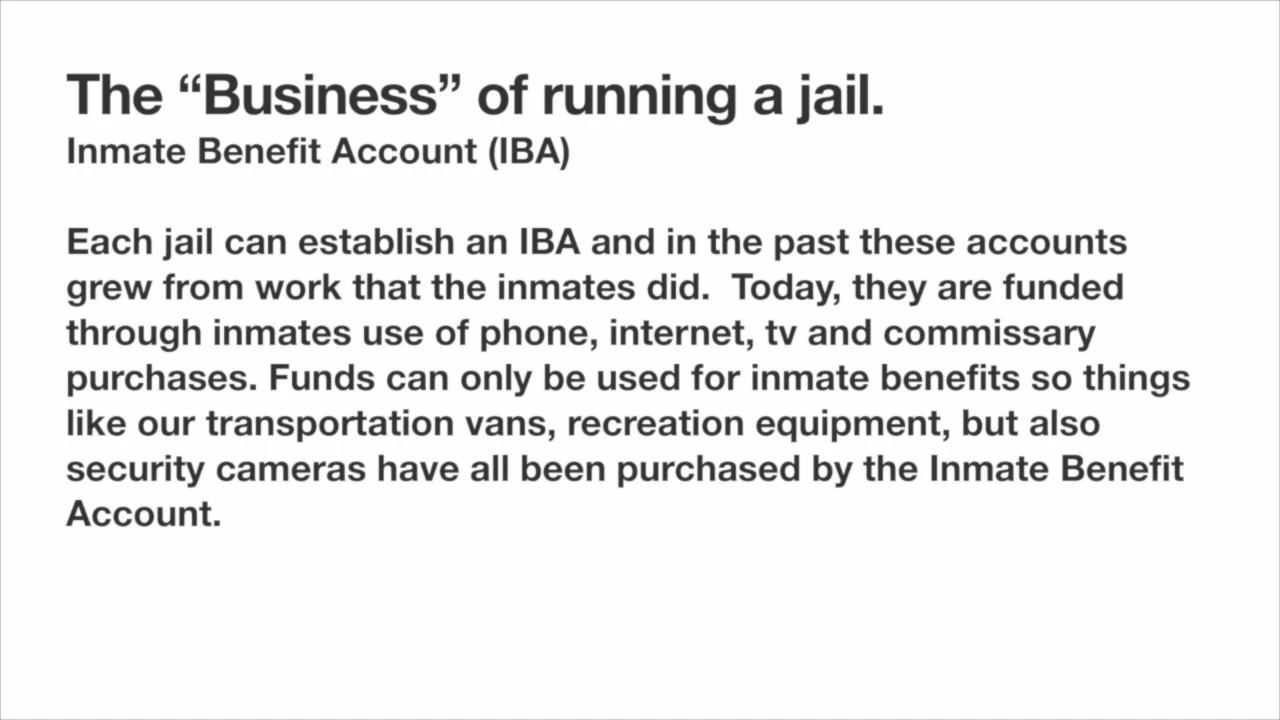 The “Business” of running a jail.
Inmate Benefit Account (IBA)
Each jail can establish an IBA and in the past these accounts
grew from work that the inmates did.  Today, they are funded
through inmates use of phone, internet, tv and commissary
purchases. Funds can only be used for inmate benefits so things
like our transportation vans, recreation equipment, but also
security cameras have all been purchased by the Inmate Benefit
Account.